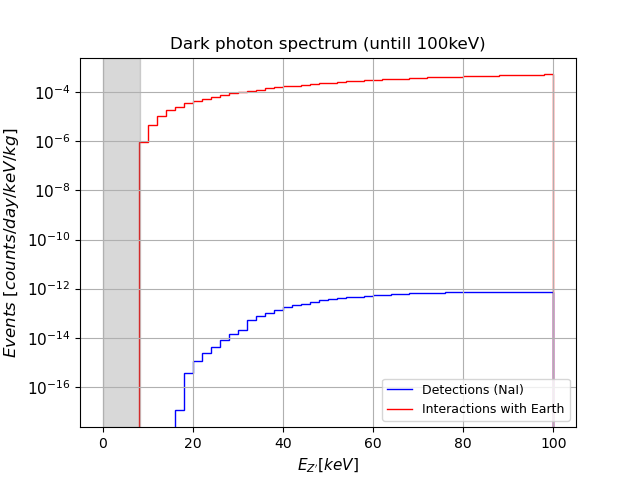 Dark photon spectrum (untill 100keV)
Events [counts/day/keV/kg]
10⁻⁴
10⁻⁶
10⁻⁸
10⁻¹⁰
10⁻¹²
10⁻¹⁴
10⁻¹⁶
Detections (NaI)
Interactions with Earth
0 20 40 60 80 100
E_Z′[keV]